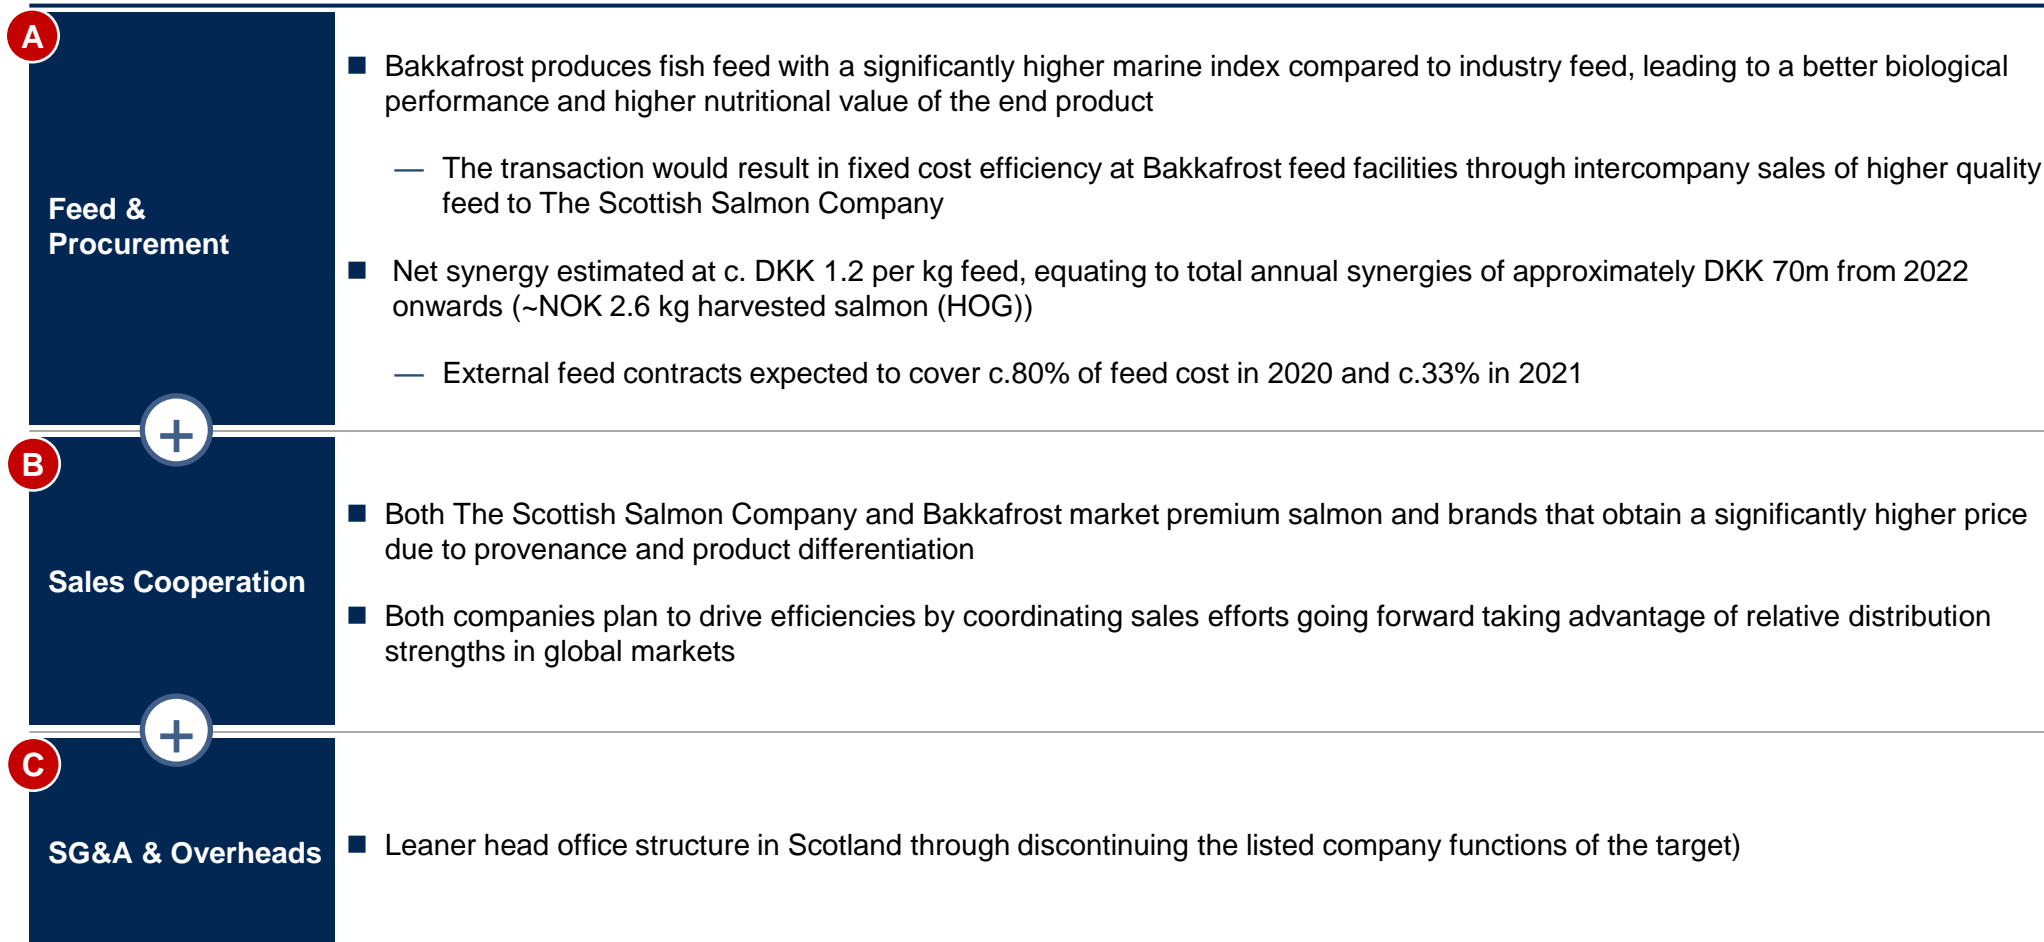 A
Feed &
Procurement
■ Bakkafrost produces fish feed with a significantly higher marine index compared to industry feed, leading to a better biological
performance and higher nutritional value of the end product
— The transaction would result in fixed cost efficiency at Bakkafrost feed facilities through intercompany sales of higher quality
feed to The Scottish Salmon Company
■ Net synergy estimated at c. DKK 1.2 per kg feed, equating to total annual synergies of approximately DKK 70m from 2022
onwards (~NOK 2.6 kg harvested salmon (HOG))
— External feed contracts expected to cover c.80% of feed cost in 2020 and c.33% in 2021
+
B
Sales Cooperation
■ Both The Scottish Salmon Company and Bakkafrost market premium salmon and brands that obtain a significantly higher price
due to provenance and product differentiation
■ Both companies plan to drive efficiencies by coordinating sales efforts going forward taking advantage of relative distribution
strengths in global markets
+
C
SG&A & Overheads
■ Leaner head office structure in Scotland through discontinuing the listed company functions of the target)